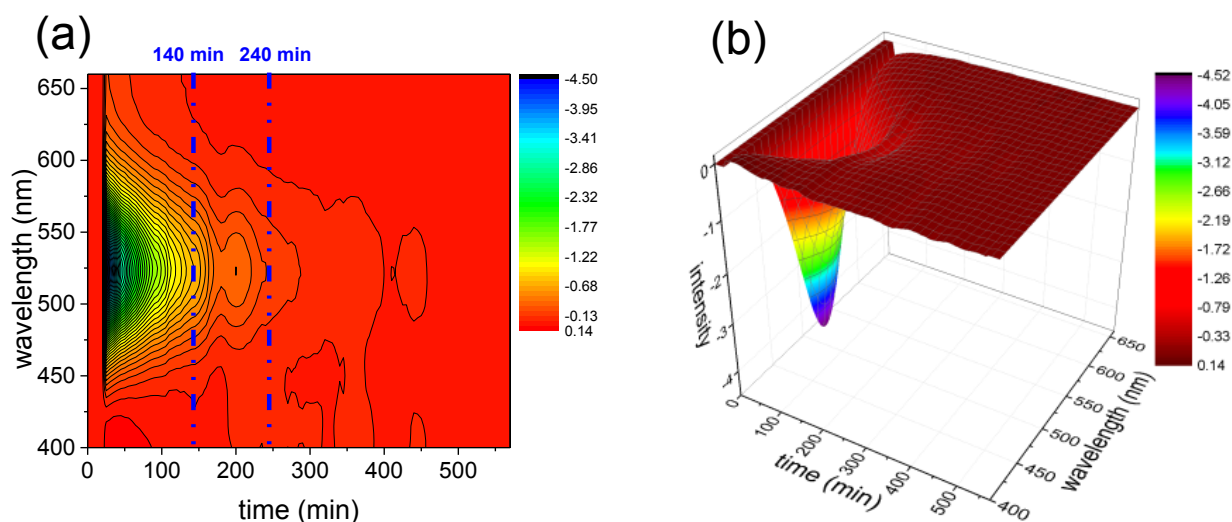 (a)
140 min 240 min
650
600
550
500
450
400
wavelength (nm)
0 100 200 300 400 500
time (min)
-4.50
-3.95
-3.41
-2.86
-2.32
-1.77
-1.22
-0.68
-0.13
0.14
(b)
0
-1
-2
-3
-4
intensity
0 100 200 300 400 500
time (min)
400 450 500 550 600 650
wavelength (nm)
-4.52
-4.05
-3.59
-3.12
-2.66
-2.19
-1.72
-1.26
-0.79
-0.33
0.14